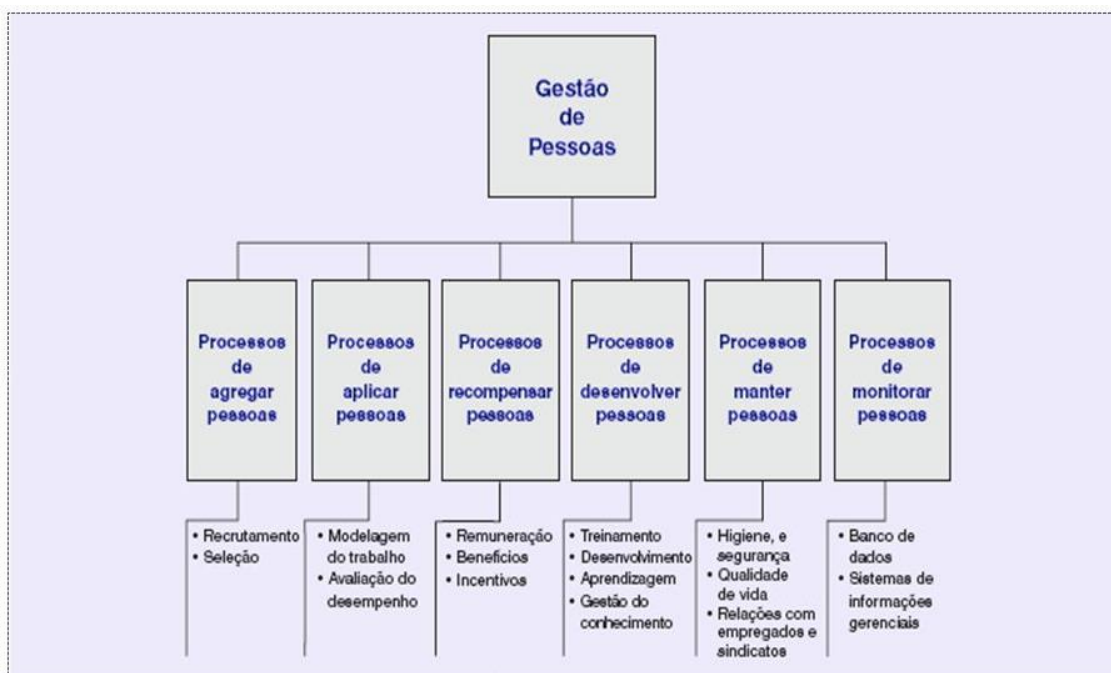 Gestão
de
Pessoas
Processos
de
agregar
pessoas
Processos
de
aplicar
pessoas
Processos
de
recompensar
pessoas
Processos
de
desenvolver
pessoas
Processos
de
manter
pessoas
Processos
de
monitorar
pessoas
• Recrutamento
• Seleção
• Modelagem
do trabalho
• Avaliação do
desempenho
• Remuneração
• Benefícios
• Incentivos
• Treinamento
• Desenvolvimento
• Aprendizagem
• Gestão do
conhecimento
• Higiene, e
segurança
• Qualidade
de vida
• Relações com
empregados e
sindicatos
• Banco de
dados
• Sistemas de
informações
gerenciais